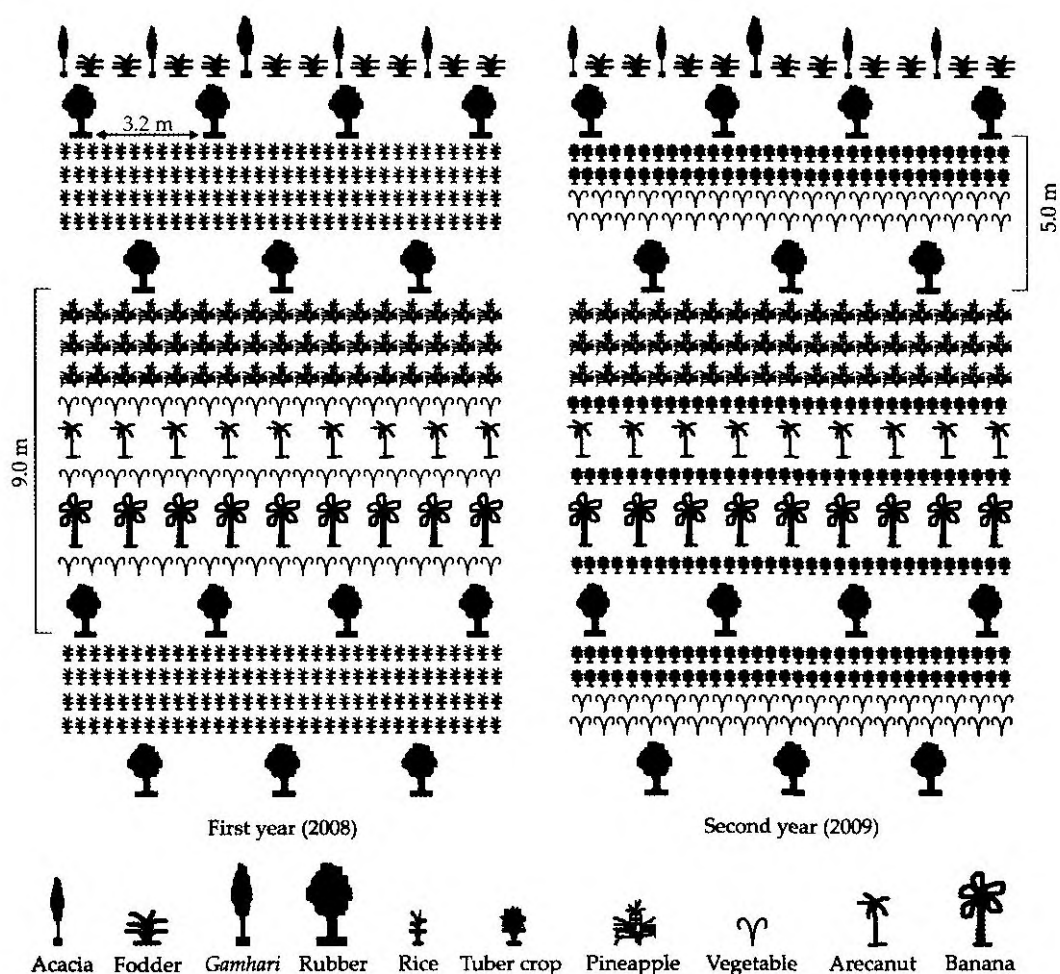 3.2 m
5.0 m
9.0 m
First year (2008)
Second year (2009)
Acacia Fodder Gamhari Rubber Rice Tuber crop Pineapple Vegetable Arecanut Banana